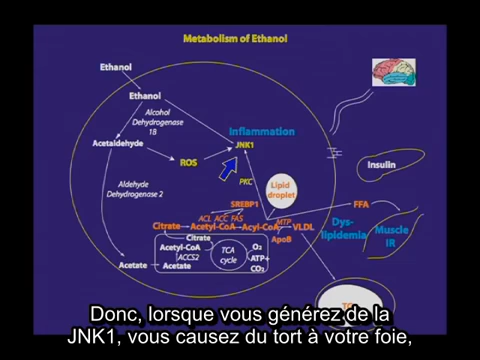 Metabolism of Ethanol
Ethanol
Ethanol
Alcohol
Dehydrogenase
1B
Inflammation
JNK1
Acetaldehyde
ROS
Insulin
PKC
Lipid
droplet
Aldehyde
Dehydrogenase 2
SREBP1
FFA
ACL ACC FAS
MTP
Citrate
Acetyl-CoA
Acyl-CoA
VLDL
Dys-
lipidemia
Muscle
IR
ApoB
Citrate
Acetyl-CoA
ACCS2
TCA
cycle
O2
ATP
CO2
Acetate
Acetate
Donc, lorsque vous générez de la
JNK1, vous causez du tort à votre foie,